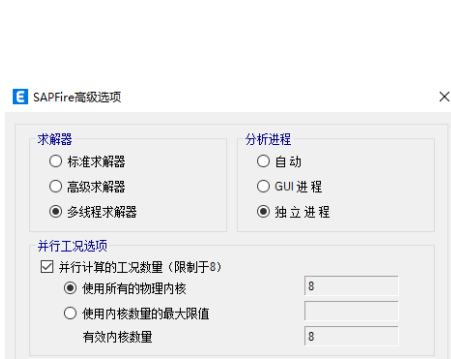 E SAPFire高级选项
求解器
标准求解器
高级求解器
多线程求解器
分析进程
自动
GUI 进程
独立进程
并行工况选项
并行计算的工况数量（限制于8）
使用所有的物理内核 8
使用内核数量的最大限值
有效内核数量 8